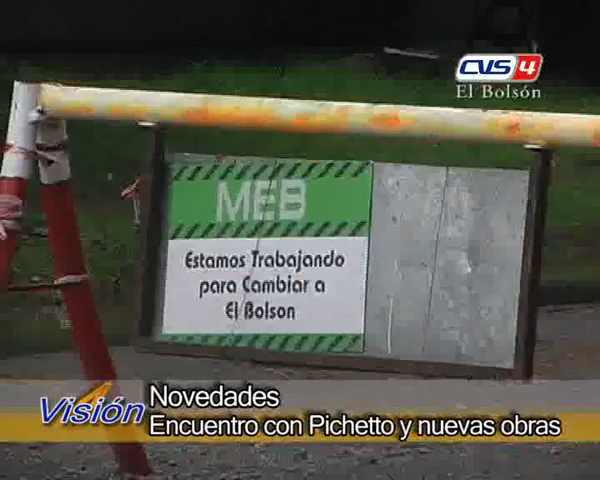 CVS 4
El Bolsón
MEB
Estamos Trabajando
para Cambiar a
El Bolson
Visión
Novedades
Encuentro con Pichetto y nuevas obras